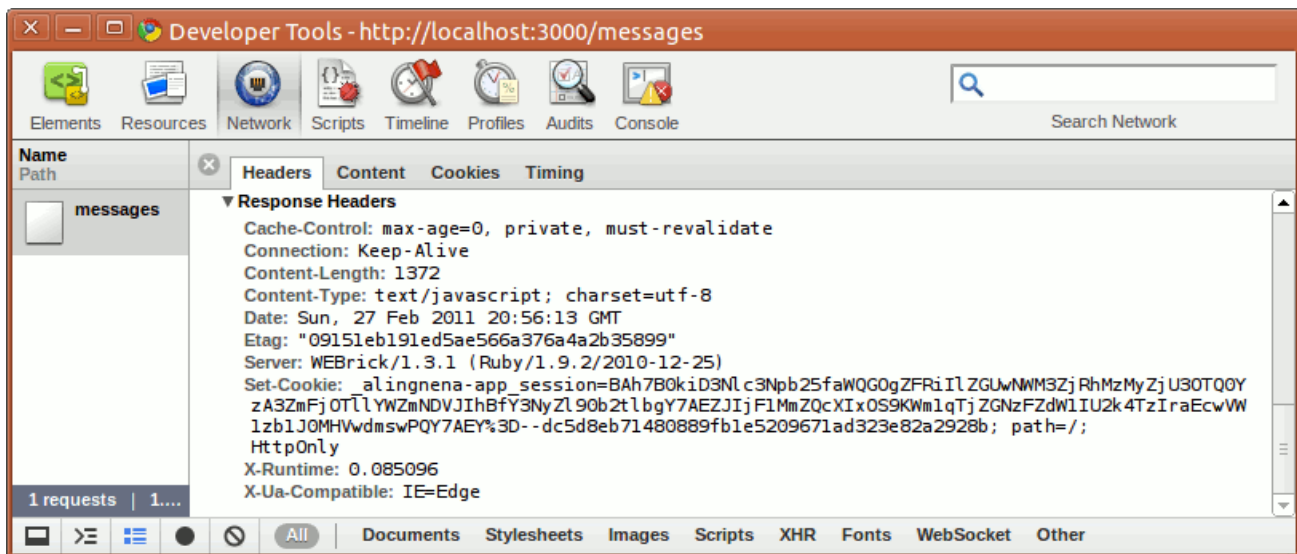 Developer Tools - http://localhost:3000/messages
Elements Resources Network Scripts Timeline Profiles Audits Console
Search Network
Name
Path
Headers Content Cookies Timing
messages
Response Headers
Cache-Control: max-age=0, private, must-revalidate
Connection: Keep-Alive
Content-Length: 1372
Content-Type: text/javascript; charset=utf-8
Date: Sun, 27 Feb 2011 20:56:13 GMT
Etag: "09151eb191ed5ae566a376a4a2b35899"
Server: WEBrick/1.3.1 (Ruby/1.9.2/2010-12-25)
Set-Cookie: _alingnena-app_session=BAh7B0kiD3Nlc3Npb25faWQGOgZFRiIlZGUwNWM3ZjRhMzMyZjU3OTQ0Y
zA3ZmFjOTllYWZmNDVJIhBfY3NyZl90b2tlbgY7AEZJIjFlMmZQcXIxOS9KWmlqTjZGNzFZdW1IU2k4TzIraEcwVW
1zb1J0MHVwdmswPQY7AEY%3D--dc5d8eb71480889fb1e5209671ad323e82a2928b; path=/;
HttpOnly
X-Runtime: 0.085096
X-Ua-Compatible: IE=Edge
1 requests | 1....
All Documents Stylesheets Images Scripts XHR Fonts WebSocket Other